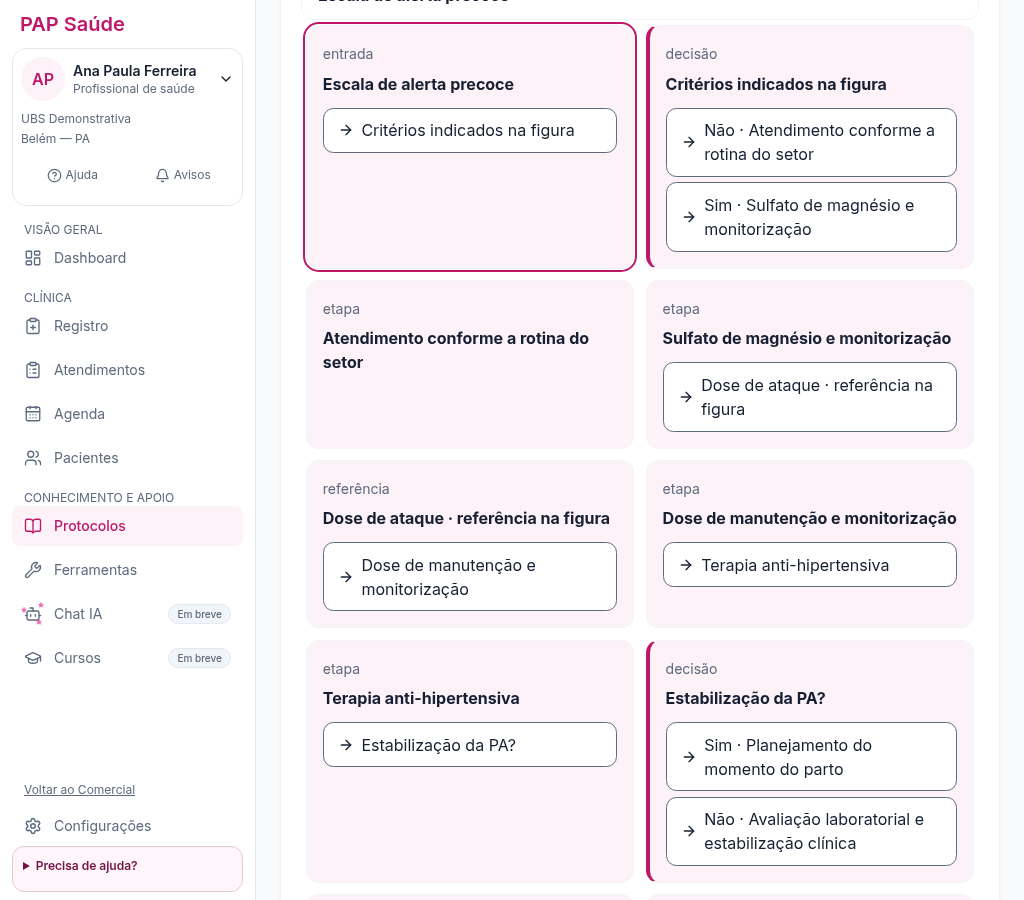 PAP Saúde
AP
Ana Paula Ferreira
Profissional de saúde
UBS Demonstrativa
Belém — PA
Ajuda
Avisos
VISÃO GERAL
Dashboard
CLÍNICA
Registro
Atendimentos
Agenda
Pacientes
CONHECIMENTO E APOIO
Protocolos
Ferramentas
Chat IA
Em breve
Cursos
Em breve
Voltar ao Comercial
Configurações
Precisa de ajuda?
Escala de alerta precoce
entrada
Escala de alerta precoce
→ Critérios indicados na figura
decisão
Critérios indicados na figura
→ Não · Atendimento conforme a
rotina do setor
→ Sim · Sulfato de magnésio e
monitorização
etapa
Atendimento conforme a rotina do
setor
etapa
Sulfato de magnésio e monitorização
→ Dose de ataque · referência na
figura
referência
Dose de ataque · referência na figura
→ Dose de manutenção e
monitorização
etapa
Dose de manutenção e monitorização
→ Terapia anti-hipertensiva
etapa
Terapia anti-hipertensiva
→ Estabilização da PA?
decisão
Estabilização da PA?
→ Sim · Planejamento do
momento do parto
→ Não · Avaliação laboratorial e
estabilização clínica